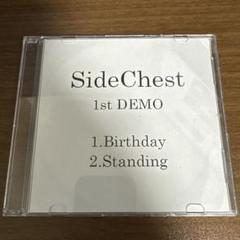 SideChest
1st DEMO
1.Birthday
2.Standing